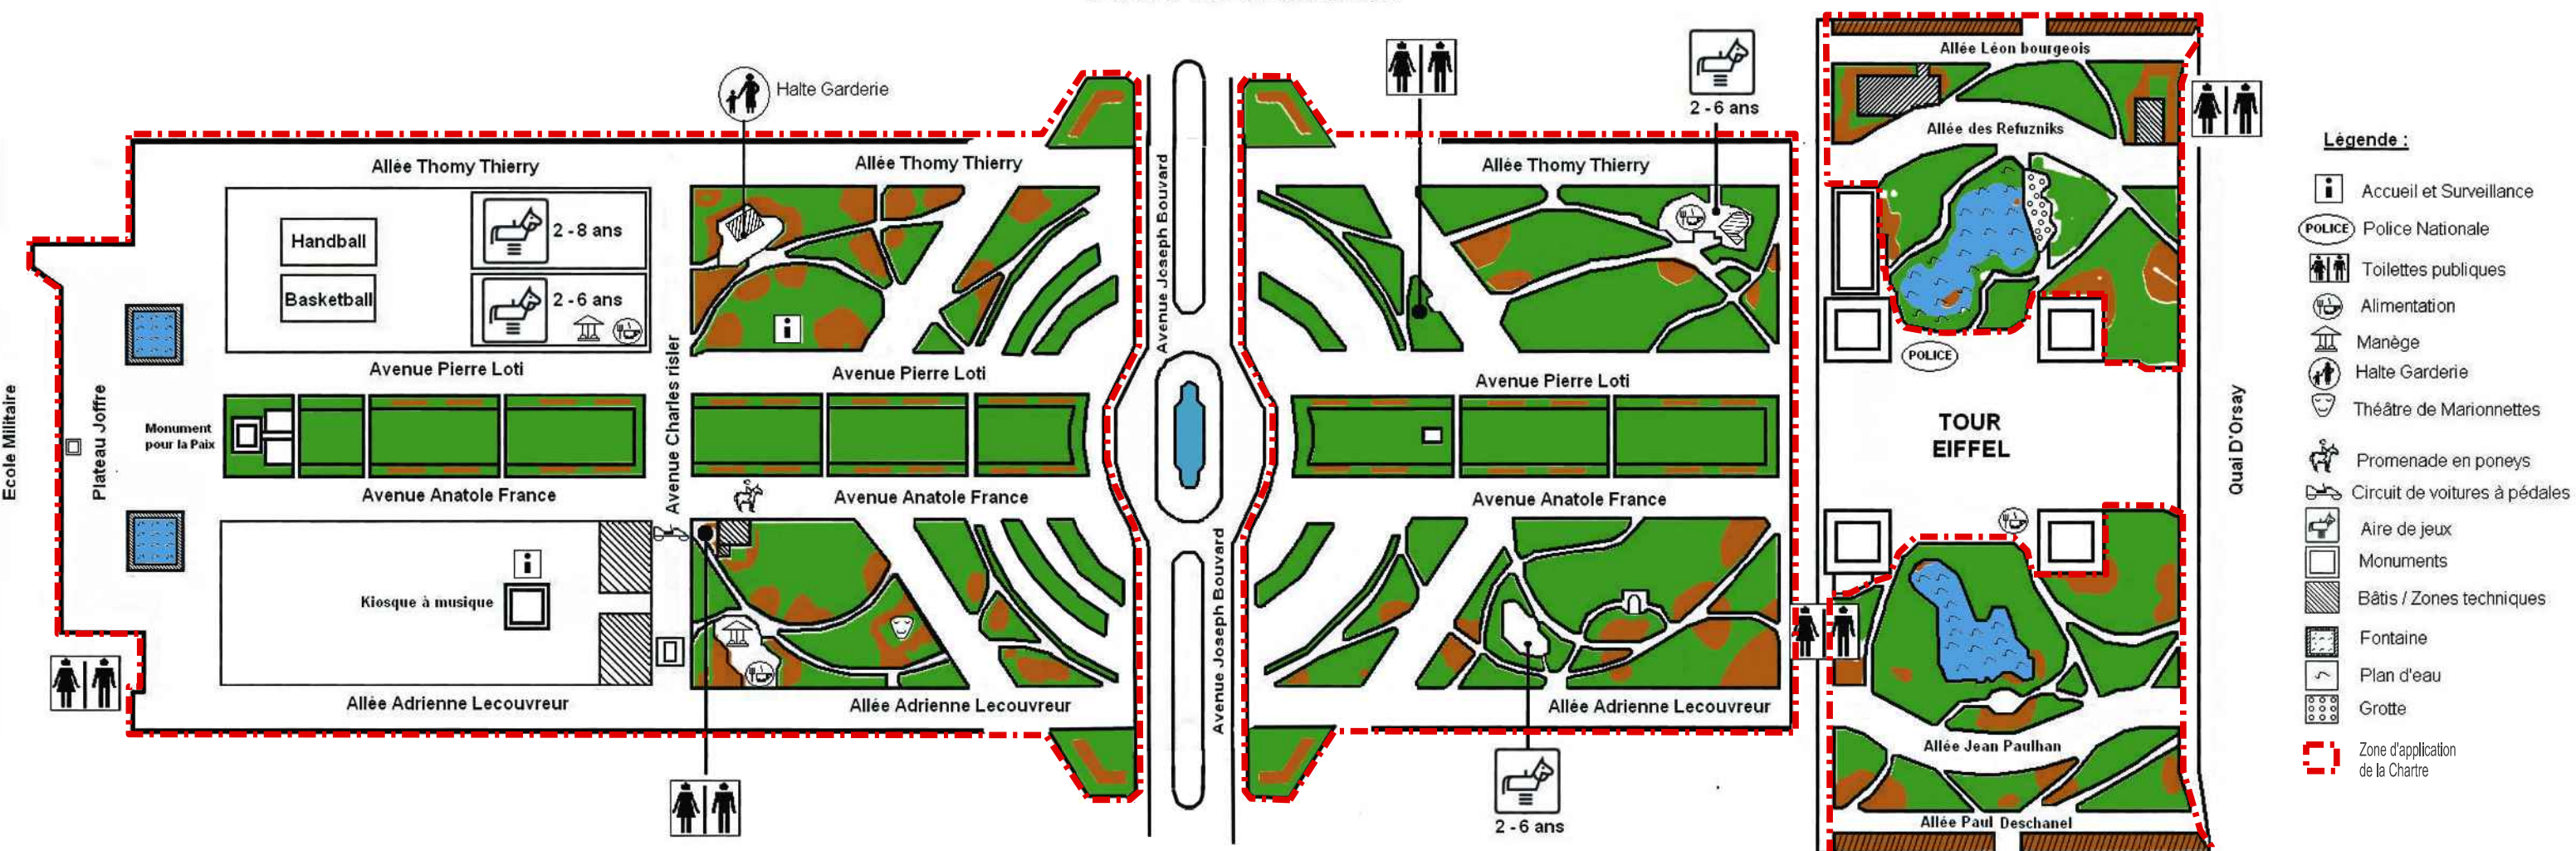 Ecole Militaire
Plateau Joffre
Monument
pour la Paix
Allée Thomy Thierry
Handball
Basketball
2 - 8 ans
2 - 6 ans
Avenue Pierre Loti
Avenue Anatole France
Kiosque à musique
i
Allée Adrienne Lecouvreur
Avenue Charles risler
Halte Garderie
Allée Thomy Thierry
i
Avenue Pierre Loti
Avenue Anatole France
Allée Adrienne Lecouvreur
Avenue Joseph Bouvard
Avenue Joseph Bouvard
2 - 6 ans
Allée Thomy Thierry
Avenue Pierre Loti
Avenue Anatole France
Allée Adrienne Lecouvreur
2 - 6 ans
Allée Léon bourgeois
Allée des Refuzniks
POLICE
TOUR
EIFFEL
Allée Jean Paulhan
Allée Paul Deschanel
Quai D'Orsay
Légende :
i Accueil et Surveillance
POLICE Police Nationale
Toilettes publiques
Alimentation
Manège
Halte Garderie
Théâtre de Marionnettes
Promenade en poneys
Circuit de voitures à pédales
Aire de jeux
Monuments
Bâtis / Zones techniques
Fontaine
Plan d'eau
Grotte
Zone d'application
de la Chartre